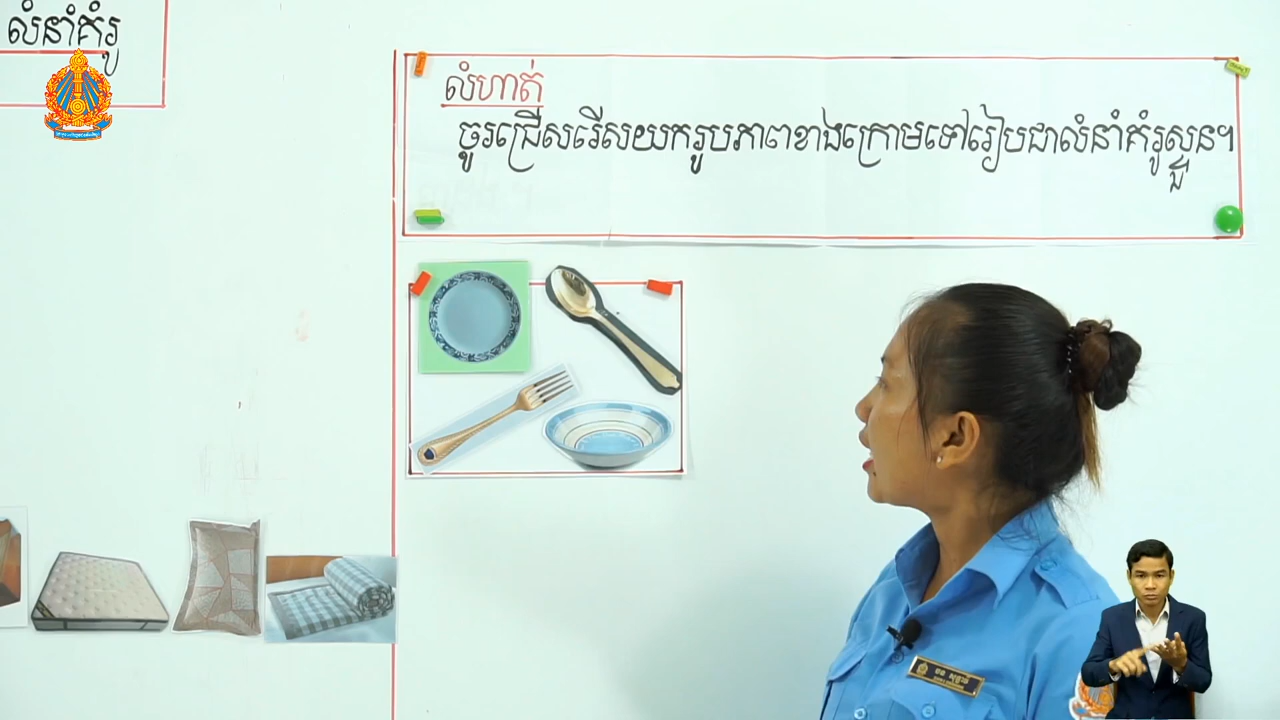 លំនាំគំរូ
លំហាត់
ចូរជ្រើសរើសយករូបភាពខាងក្រោមទៅរៀបជាលំនាំគំរូស្ទួន។